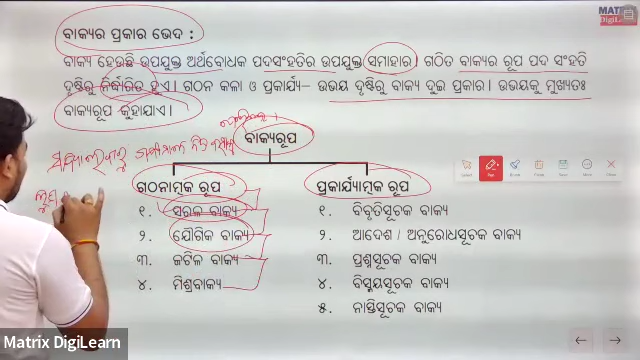 ବାକ୍ୟର ପ୍ରକାର ଭେଦ :
ବାକ୍ୟ ହେଉଛି ଉପଯୁକ୍ତ ଅର୍ଥବୋଧକ ପଦସଂହତିର ଉପଯୁକ୍ତ ସମାହାର। ଗଠିତ ବାକ୍ୟର ରୂପ ପଦ ସଂହତି
ଦୃଷ୍ଟିରୁ ନିର୍ଦ୍ଧାରିତ ହୁଏ। ଗଠନ କଳା ଓ ପ୍ରକାର୍ଯ୍ୟ– ଉଭୟ ଦୃଷ୍ଟିରୁ ବାକ୍ୟ ଦୁଇ ପ୍ରକାର। ଉଭୟକୁ ମୁଖ୍ୟତଃ
ବାକ୍ୟରୂପ କୁହାଯାଏ।
ବାକ୍ୟରୂପ
ଗଠନାତ୍ମକ ରୂପ
୧. ସରଳ ବାକ୍ୟ
୨. ଯୌଗିକ ବାକ୍ୟ
୩. ଜଟିଳ ବାକ୍ୟ
୪. ମିଶ୍ରବାକ୍ୟ
ପ୍ରକାର୍ଯ୍ୟାତ୍ମକ ରୂପ
୧. ବିବୃତିସୂଚକ ବାକ୍ୟ
୨. ଆଦେଶ / ଅନୁରୋଧସୂଚକ ବାକ୍ୟ
୩. ପ୍ରଶ୍ନସୂଚକ ବାକ୍ୟ
୪. ବିସ୍ମୟସୂଚକ ବାକ୍ୟ
୫. ନାସ୍ତିସୂଚକ ବାକ୍ୟ
Matrix DigiLearn